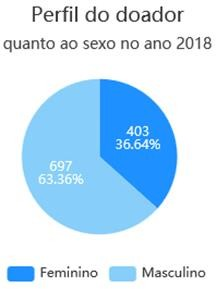 Perfil do doador
quanto ao sexo no ano 2018
403
36.64%
697
63.36%
Feminino
Masculino